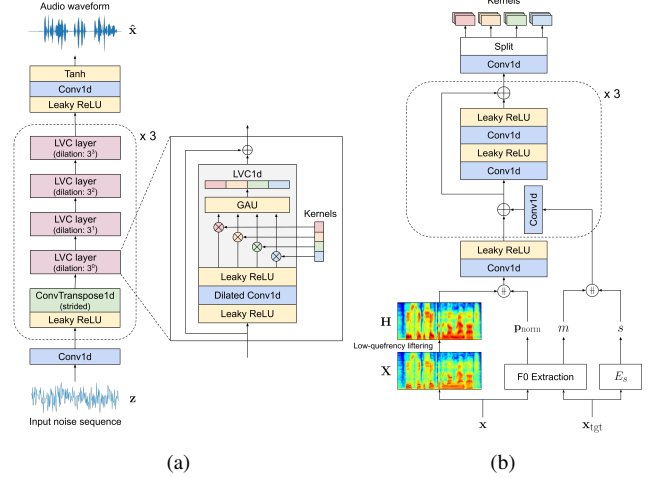 Audio waveform
x̂
Tanh
Conv1d
Leaky ReLU
x 3
LVC layer
(dilation: 3³)
LVC layer
(dilation: 3²)
LVC layer
(dilation: 3¹)
LVC layer
(dilation: 3⁰)
ConvTranspose1d
(strided)
Leaky ReLU
Conv1d
z
Input noise sequence
LVC1d
GAU
Kernels
Leaky ReLU
Dilated Conv1d
Leaky ReLU
(a)
Kernels
Split
Conv1d
x 3
Leaky ReLU
Conv1d
Leaky ReLU
Conv1d
Conv1d
Leaky ReLU
Conv1d
H
p_norm
m
s
Low-quefrency liftering
X
F0 Extraction
E_s
x
x_tgt
(b)